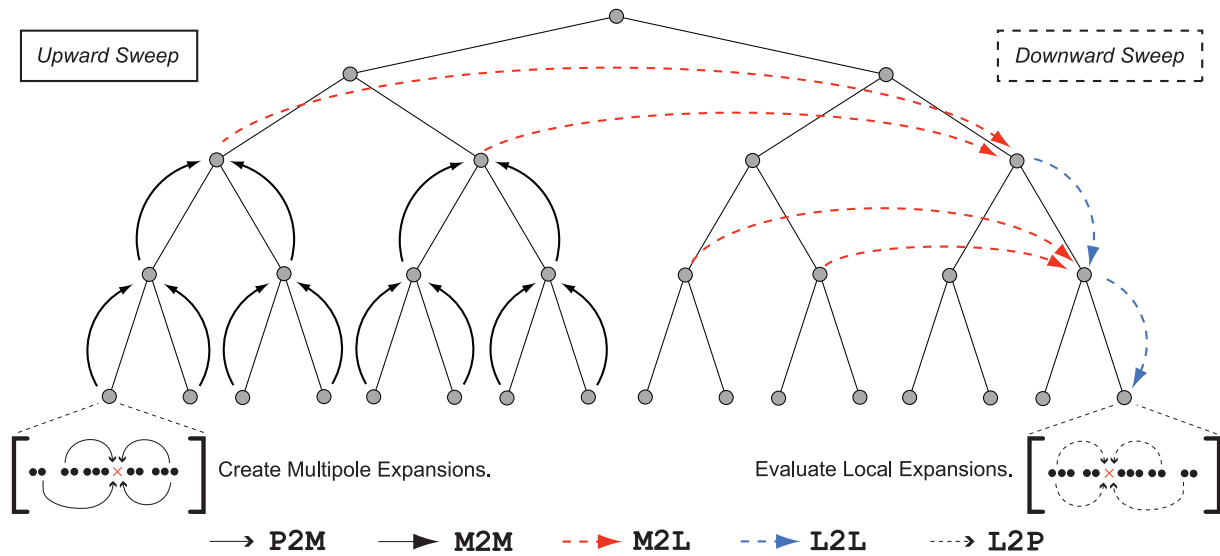 Upward Sweep
Downward Sweep
Create Multipole Expansions.
Evaluate Local Expansions.
P2M M2M M2L L2L L2P